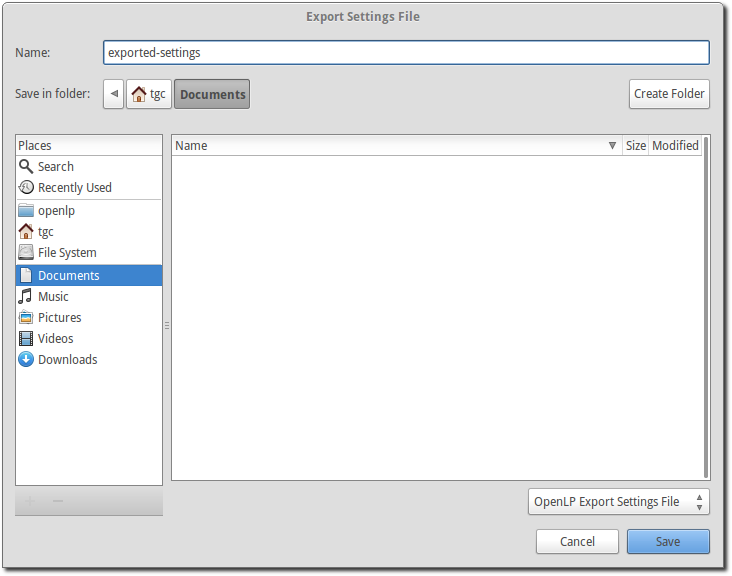 Export Settings File
Name: exported-settings
Save in folder: tgc Documents Create Folder
Places
Search
Recently Used
openlp
tgc
File System
Documents
Music
Pictures
Videos
Downloads
Name Size Modified
OpenLP Export Settings File
Cancel Save